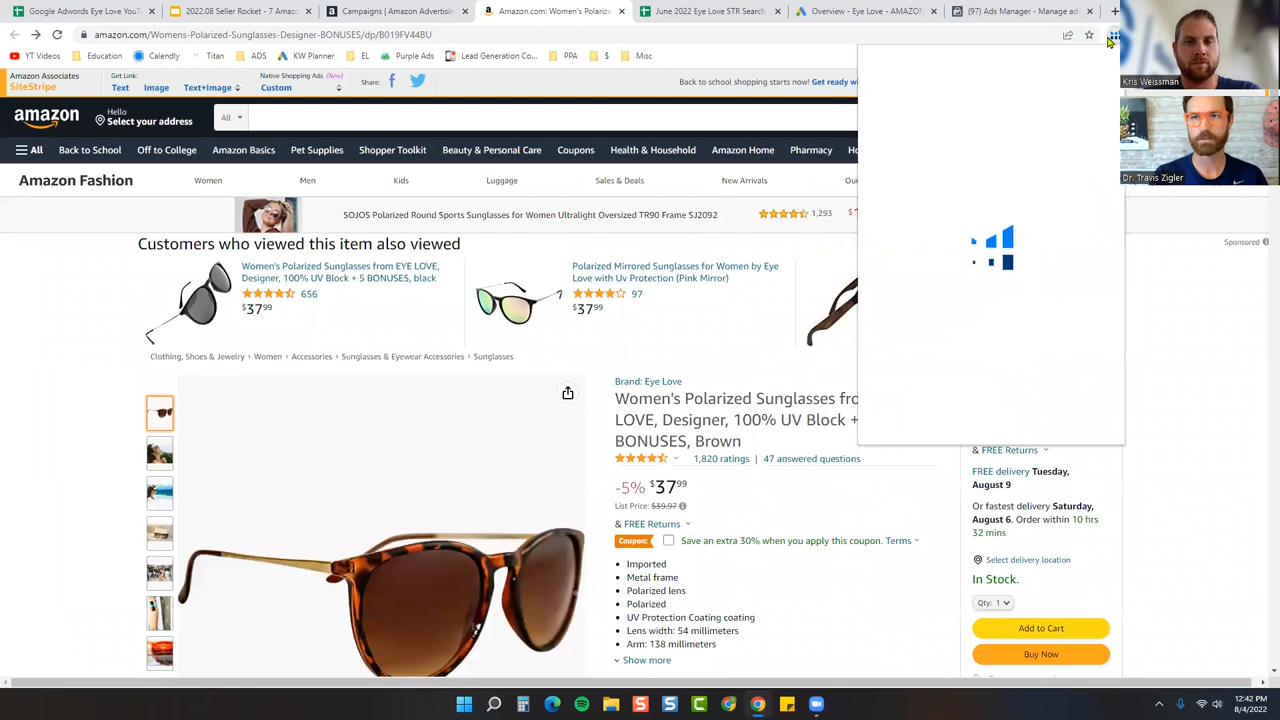 Google Adwords Eye Love YouT
2022.08 Seller Rocket - 7 Amaz
Campaigns | Amazon Advertisin
Amazon.com: Women's Polarize
June 2022 Eye Love STR Search
Overview - Eye Love - AMAZON
(97) Ads Manager - Manage ad
amazon.com/Womens-Polarized-Sunglasses-Designer-BONUSES/dp/B019FV44BU
YT Videos
Education
Calendly
Titan
ADS
KW Planner
EL
Purple Ads
Lead Generation Co
PPA
$
Misc
Kris Weissman
Amazon Associates
SiteStripe
Get Link:
Text
Image
Text+Image
Native Shopping Ads (New)
Custom
Share:
Back to school shopping starts now! Get ready wi
amazon
Hello
Select your address
All
All
Back to School
Off to College
Amazon Basics
Pet Supplies
Shopper Toolkit
Beauty & Personal Care
Coupons
Health & Household
Amazon Home
Pharmacy
Ho
Dr. Travis Zigler
Amazon Fashion
Women
Men
Kids
Luggage
Sales & Deals
New Arrivals
Our
SOJOS Polarized Round Sports Sunglasses for Women Ultralight Oversized TR90 Frame SJ2092
1,293
$1
Customers who viewed this item also viewed
Sponsored
Women's Polarized Sunglasses from EYE LOVE,
Designer, 100% UV Block + 5 BONUSES, black
656
$37.99
Polarized Mirrored Sunglasses for Women by Eye
Love with Uv Protection (Pink Mirror)
97
$37.99
Clothing, Shoes & Jewelry › Women › Accessories › Sunglasses & Eyewear Accessories › Sunglasses
Brand: Eye Love
Women's Polarized Sunglasses fro
LOVE, Designer, 100% UV Block +
BONUSES, Brown
1,820 ratings | 47 answered questions
-5% $37.99
List Price: $39.97
& FREE Returns
Coupon: Save an extra 30% when you apply this coupon. Terms
• Imported
• Metal frame
• Polarized lens
• Polarized
• UV Protection Coating coating
• Lens width: 54 millimeters
• Arm: 138 millimeters
Show more
& FREE Returns
FREE delivery Tuesday,
August 9
Or fastest delivery Saturday,
August 6. Order within 10 hrs
32 mins
Select delivery location
In Stock.
Qty: 1
Add to Cart
Buy Now
12:42 PM
8/4/2022